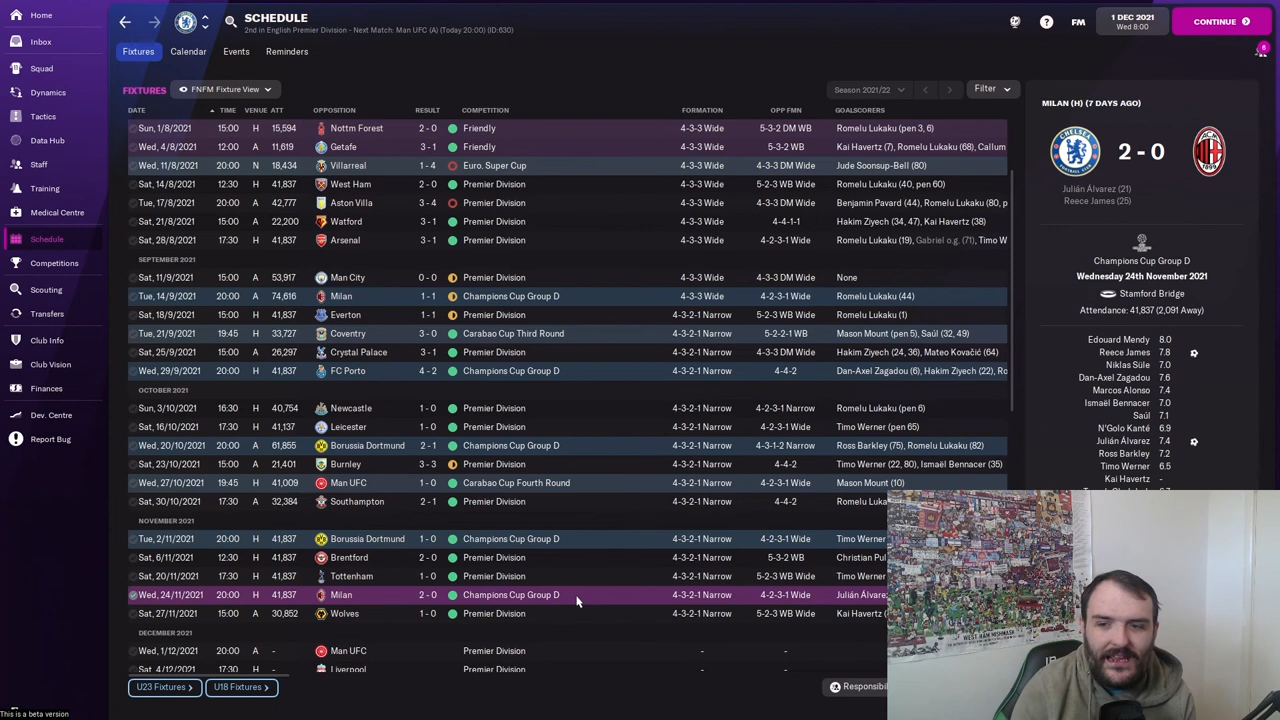 Home
Inbox
Squad
Dynamics
Tactics
Data Hub
Staff
Training
Medical Centre
Schedule
Competitions
Scouting
Transfers
Club Info
Club Vision
Finances
Dev. Centre
Report Bug
This is a beta version
SCHEDULE
2nd in English Premier Division - Next Match: Man UFC (A) (Today 20:00) (ID:630)
FM
1 DEC 2021
Wed 8:00
CONTINUE
6
Fixtures Calendar Events Reminders
FIXTURES FNFM Fixture View Season 2021/22 Filter
DATE TIME VENUE ATT OPPOSITION RESULT COMPETITION FORMATION OPP FMN GOALSCORERS
Sun, 1/8/2021 15:00 H 15,594 Nottm Forest 2 - 0 Friendly 4-3-3 Wide 5-3-2 DM WB Romelu Lukaku (pen 3, 6)
Wed, 4/8/2021 12:00 A 11,619 Getafe 3 - 1 Friendly 4-3-3 Wide 5-3-2 WB Kai Havertz (7), Romelu Lukaku (68), Callum
Wed, 11/8/2021 20:00 N 18,434 Villarreal 1 - 4 Euro. Super Cup 4-3-3 Wide 4-3-3 DM Wide Jude Soonsup-Bell (80)
Sat, 14/8/2021 12:30 H 41,837 West Ham 2 - 0 Premier Division 4-3-3 Wide 5-2-3 WB Wide Romelu Lukaku (40, pen 60)
Tue, 17/8/2021 20:00 A 42,777 Aston Villa 3 - 4 Premier Division 4-3-3 Wide 4-3-3 DM Wide Benjamin Pavard (44), Romelu Lukaku (80, p
Sat, 21/8/2021 15:00 A 22,200 Watford 3 - 1 Premier Division 4-3-3 Wide 4-4-1-1 Hakim Ziyech (34, 47), Kai Havertz (38)
Sat, 28/8/2021 17:30 H 41,837 Arsenal 3 - 1 Premier Division 4-3-3 Wide 4-2-3-1 Wide Romelu Lukaku (19), Gabriel o.g. (71), Timo W
SEPTEMBER 2021
Sat, 11/9/2021 15:00 A 53,917 Man City 0 - 0 Premier Division 4-3-3 Wide 4-3-3 DM Wide None
Tue, 14/9/2021 20:00 A 74,616 Milan 1 - 1 Champions Cup Group D 4-3-3 Wide 4-2-3-1 Wide Romelu Lukaku (44)
Sat, 18/9/2021 15:00 H 41,837 Everton 1 - 1 Premier Division 4-3-2-1 Narrow 4-2-3-1 Wide Romelu Lukaku (1)
Tue, 21/9/2021 19:45 H 33,727 Coventry 3 - 0 Carabao Cup Third Round 4-3-2-1 Narrow 5-2-2-1 WB Mason Mount (pen 5), Saúl (32, 49)
Sat, 25/9/2021 15:00 A 26,297 Crystal Palace 3 - 1 Premier Division 4-3-2-1 Narrow 4-3-3 DM Wide Hakim Ziyech (24, 36), Mateo Kovačić (64)
Wed, 29/9/2021 20:00 H 41,837 FC Porto 4 - 2 Champions Cup Group D 4-3-2-1 Narrow 4-4-2 Dan-Axel Zagadou (6), Hakim Ziyech (22), Ro
OCTOBER 2021
Sun, 3/10/2021 16:30 H 40,754 Newcastle 1 - 0 Premier Division 4-3-2-1 Narrow 4-2-3-1 Narrow Romelu Lukaku (pen 6)
Sat, 16/10/2021 20:00 H 41,137 Leicester 1 - 0 Premier Division 4-3-2-1 Narrow 4-2-3-1 Wide Timo Werner (pen 65)
Wed, 20/10/2021 20:00 A 61,855 Borussia Dortmund 2 - 1 Champions Cup Group D 4-3-2-1 Narrow 4-3-1-2 Narrow Ross Barkley (75), Romelu Lukaku (82)
Sat, 23/10/2021 15:00 A 21,401 Burnley 3 - 3 Premier Division 4-3-2-1 Narrow 4-4-2 Timo Werner (22, 80), Ismaël Bennacer (35)
Wed, 27/10/2021 19:45 H 41,009 Man UFC 1 - 0 Carabao Cup Fourth Round 4-3-2-1 Narrow 4-2-3-1 Wide Mason Mount (10)
Sat, 30/10/2021 17:30 A 32,384 Southampton 2 - 1 Premier Division 4-3-2-1 Narrow 4-4-2 Romelu Luka
NOVEMBER 2021
Tue, 2/11/2021 20:00 H 41,837 Borussia Dortmund 1 - 0 Champions Cup Group D 4-3-2-1 Narrow 4-2-3-1 Wide Timo Werner
Sat, 6/11/2021 12:30 H 41,837 Brentford 2 - 0 Premier Division 4-3-2-1 Narrow 5-3-2 WB Christian Pul
Sat, 20/11/2021 17:30 H 41,837 Tottenham 1 - 0 Premier Division 4-3-2-1 Narrow 5-2-3 WB Wide Timo Werner
Wed, 24/11/2021 20:00 H 41,837 Milan 2 - 0 Champions Cup Group D 4-3-2-1 Narrow 4-2-3-1 Wide Julián Álvarez
Sat, 27/11/2021 15:00 A 30,852 Wolves 1 - 0 Premier Division 4-3-2-1 Narrow 5-2-3 WB Wide Kai Havertz
DECEMBER 2021
Wed, 1/12/2021 20:00 A - Man UFC Premier Division - -
Sat, 4/12/2021 17:30 H - Liverpool Premier Division - -
U23 Fixtures U18 Fixtures Responsibil
MILAN (H) (7 DAYS AGO)
2 - 0
Julián Álvarez (21)
Reece James (25)
Champions Cup Group D
Wednesday 24th November 2021
Stamford Bridge
Attendance: 41,837 (2,091 Away)
Edouard Mendy 8.0
Reece James 7.8
Niklas Süle 7.0
Dan-Axel Zagadou 7.6
Marcos Alonso 7.4
Ismaël Bennacer 7.0
Saúl 7.1
N'Golo Kanté 6.9
Julián Álvarez 7.4
Ross Barkley 7.2
Timo Werner 6.5
Kai Havertz -
WEST HAM MISHMASH